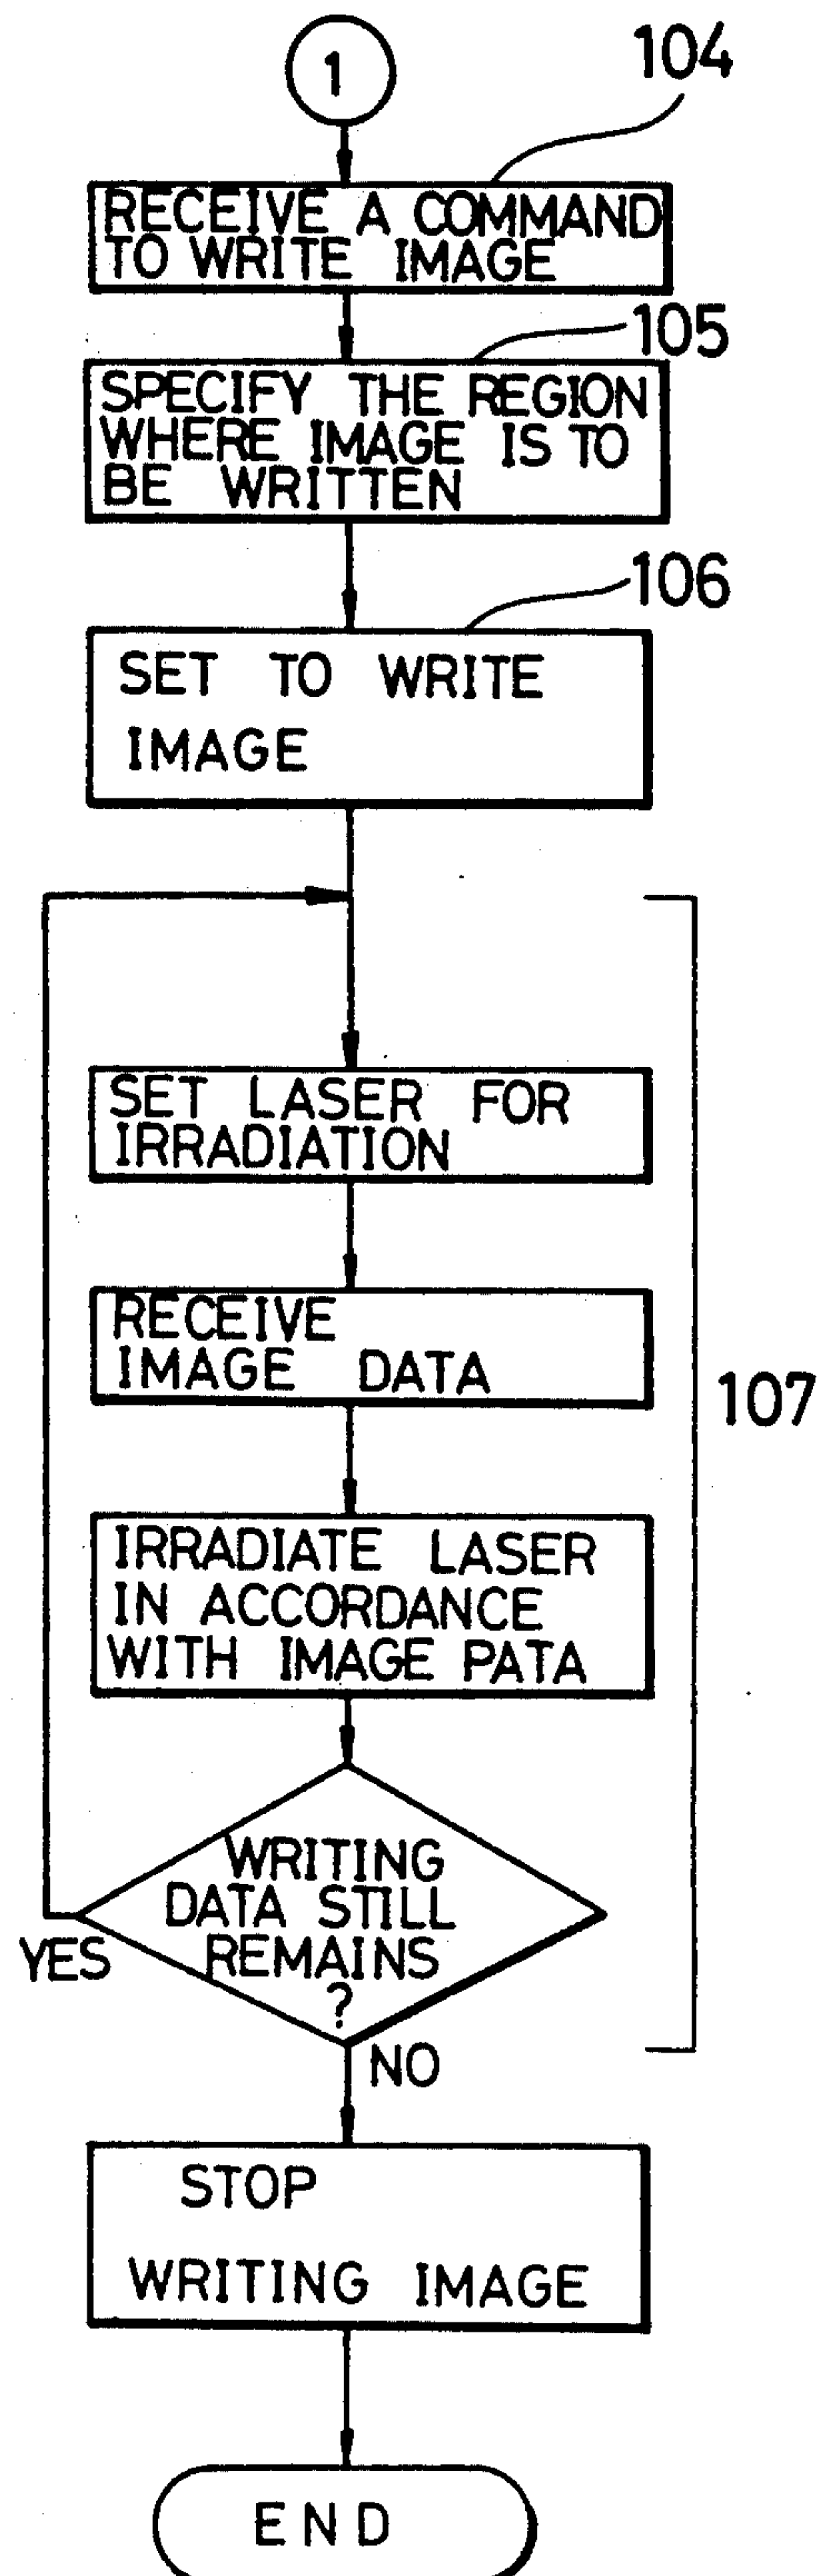 1
104
RECEIVE A COMMAND
TO WRITE IMAGE
105
SPECIFY THE REGION
WHERE IMAGE IS TO
BE WRITTEN
106
SET TO WRITE
IMAGE
SET LASER FOR
IRRADIATION
RECEIVE
IMAGE DATA
107
IRRADIATE LASER
IN ACCORDANCE
WITH IMAGE PATA
WRITING
DATA STILL
REMAINS
?
YES
NO
STOP
WRITING IMAGE
END